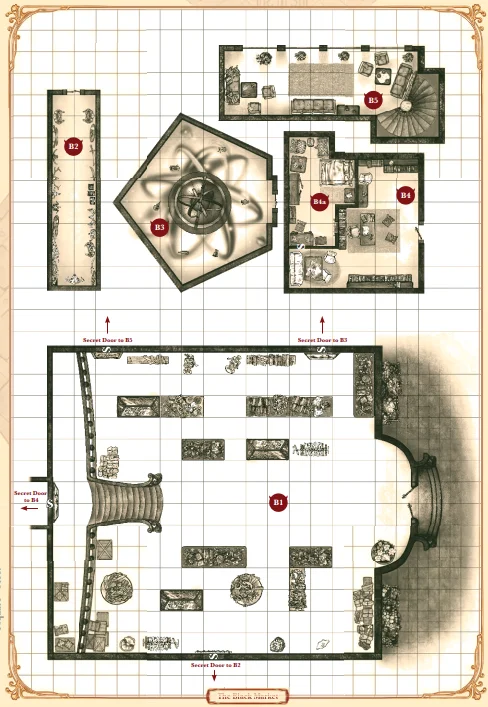 B5
B2
B4a
B4
S
B3
Secret Door to B5
Secret Door to B3
S
S
Secret Door
to B4
S
B1
S
Secret Door to B2
The Black Market